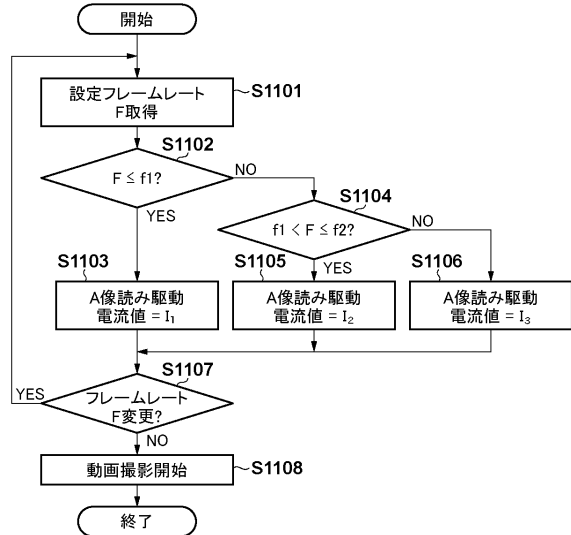 開始
設定フレームレート
F取得
S1101
S1102
F ≤ f1?
NO
YES
S1104
f1 < F ≤ f2?
NO
YES
S1103
A像読み駆動
電流値 = I₁
S1105
A像読み駆動
電流値 = I₂
S1106
A像読み駆動
電流値 = I₃
S1107
フレームレート
F変更?
YES
NO
動画撮影開始
S1108
終了